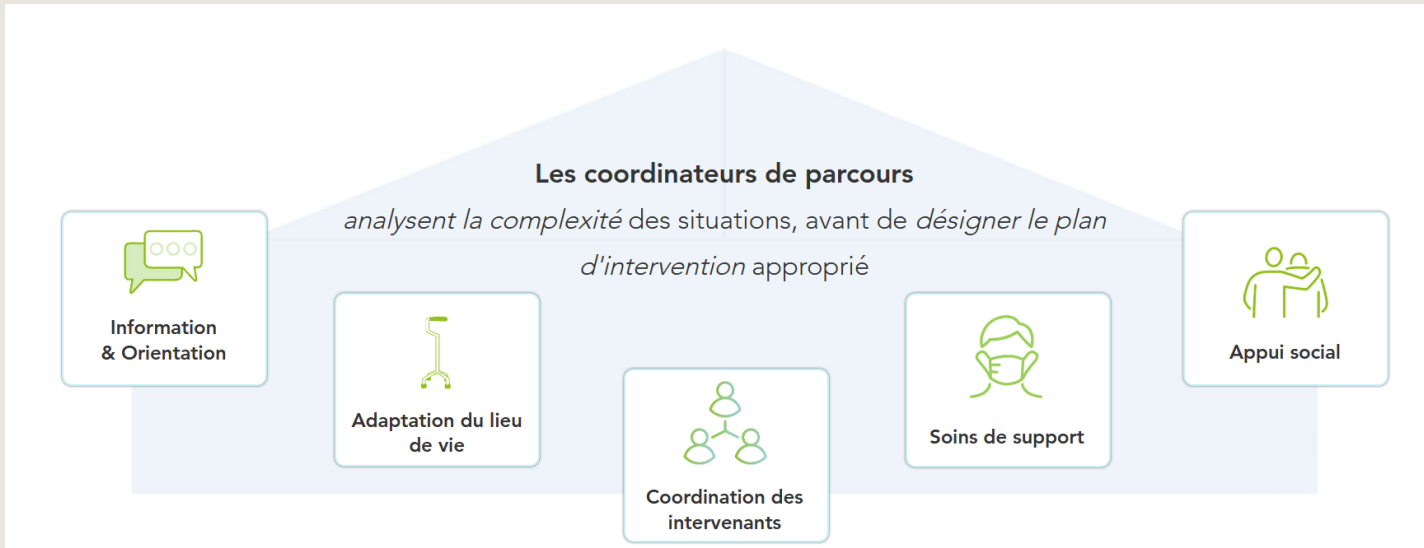 Les coordinateurs de parcours
analysent la complexité des situations, avant de désigner le plan
d'intervention approprié
Information
& Orientation
Adaptation du lieu
de vie
Coordination des
intervenants
Soins de support
Appui social